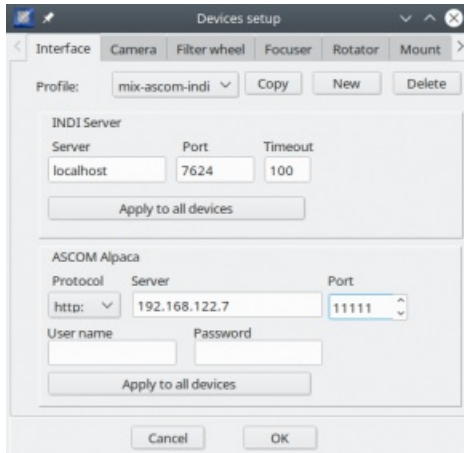 Devices setup
Interface Camera Filter wheel Focuser Rotator Mount
Profile: mix-ascom-indi Copy New Delete
INDI Server
Server Port Timeout
localhost 7624 100
Apply to all devices
ASCOM Alpaca
Protocol Server Port
http: 192.168.122.7 11111
User name Password
Apply to all devices
Cancel OK